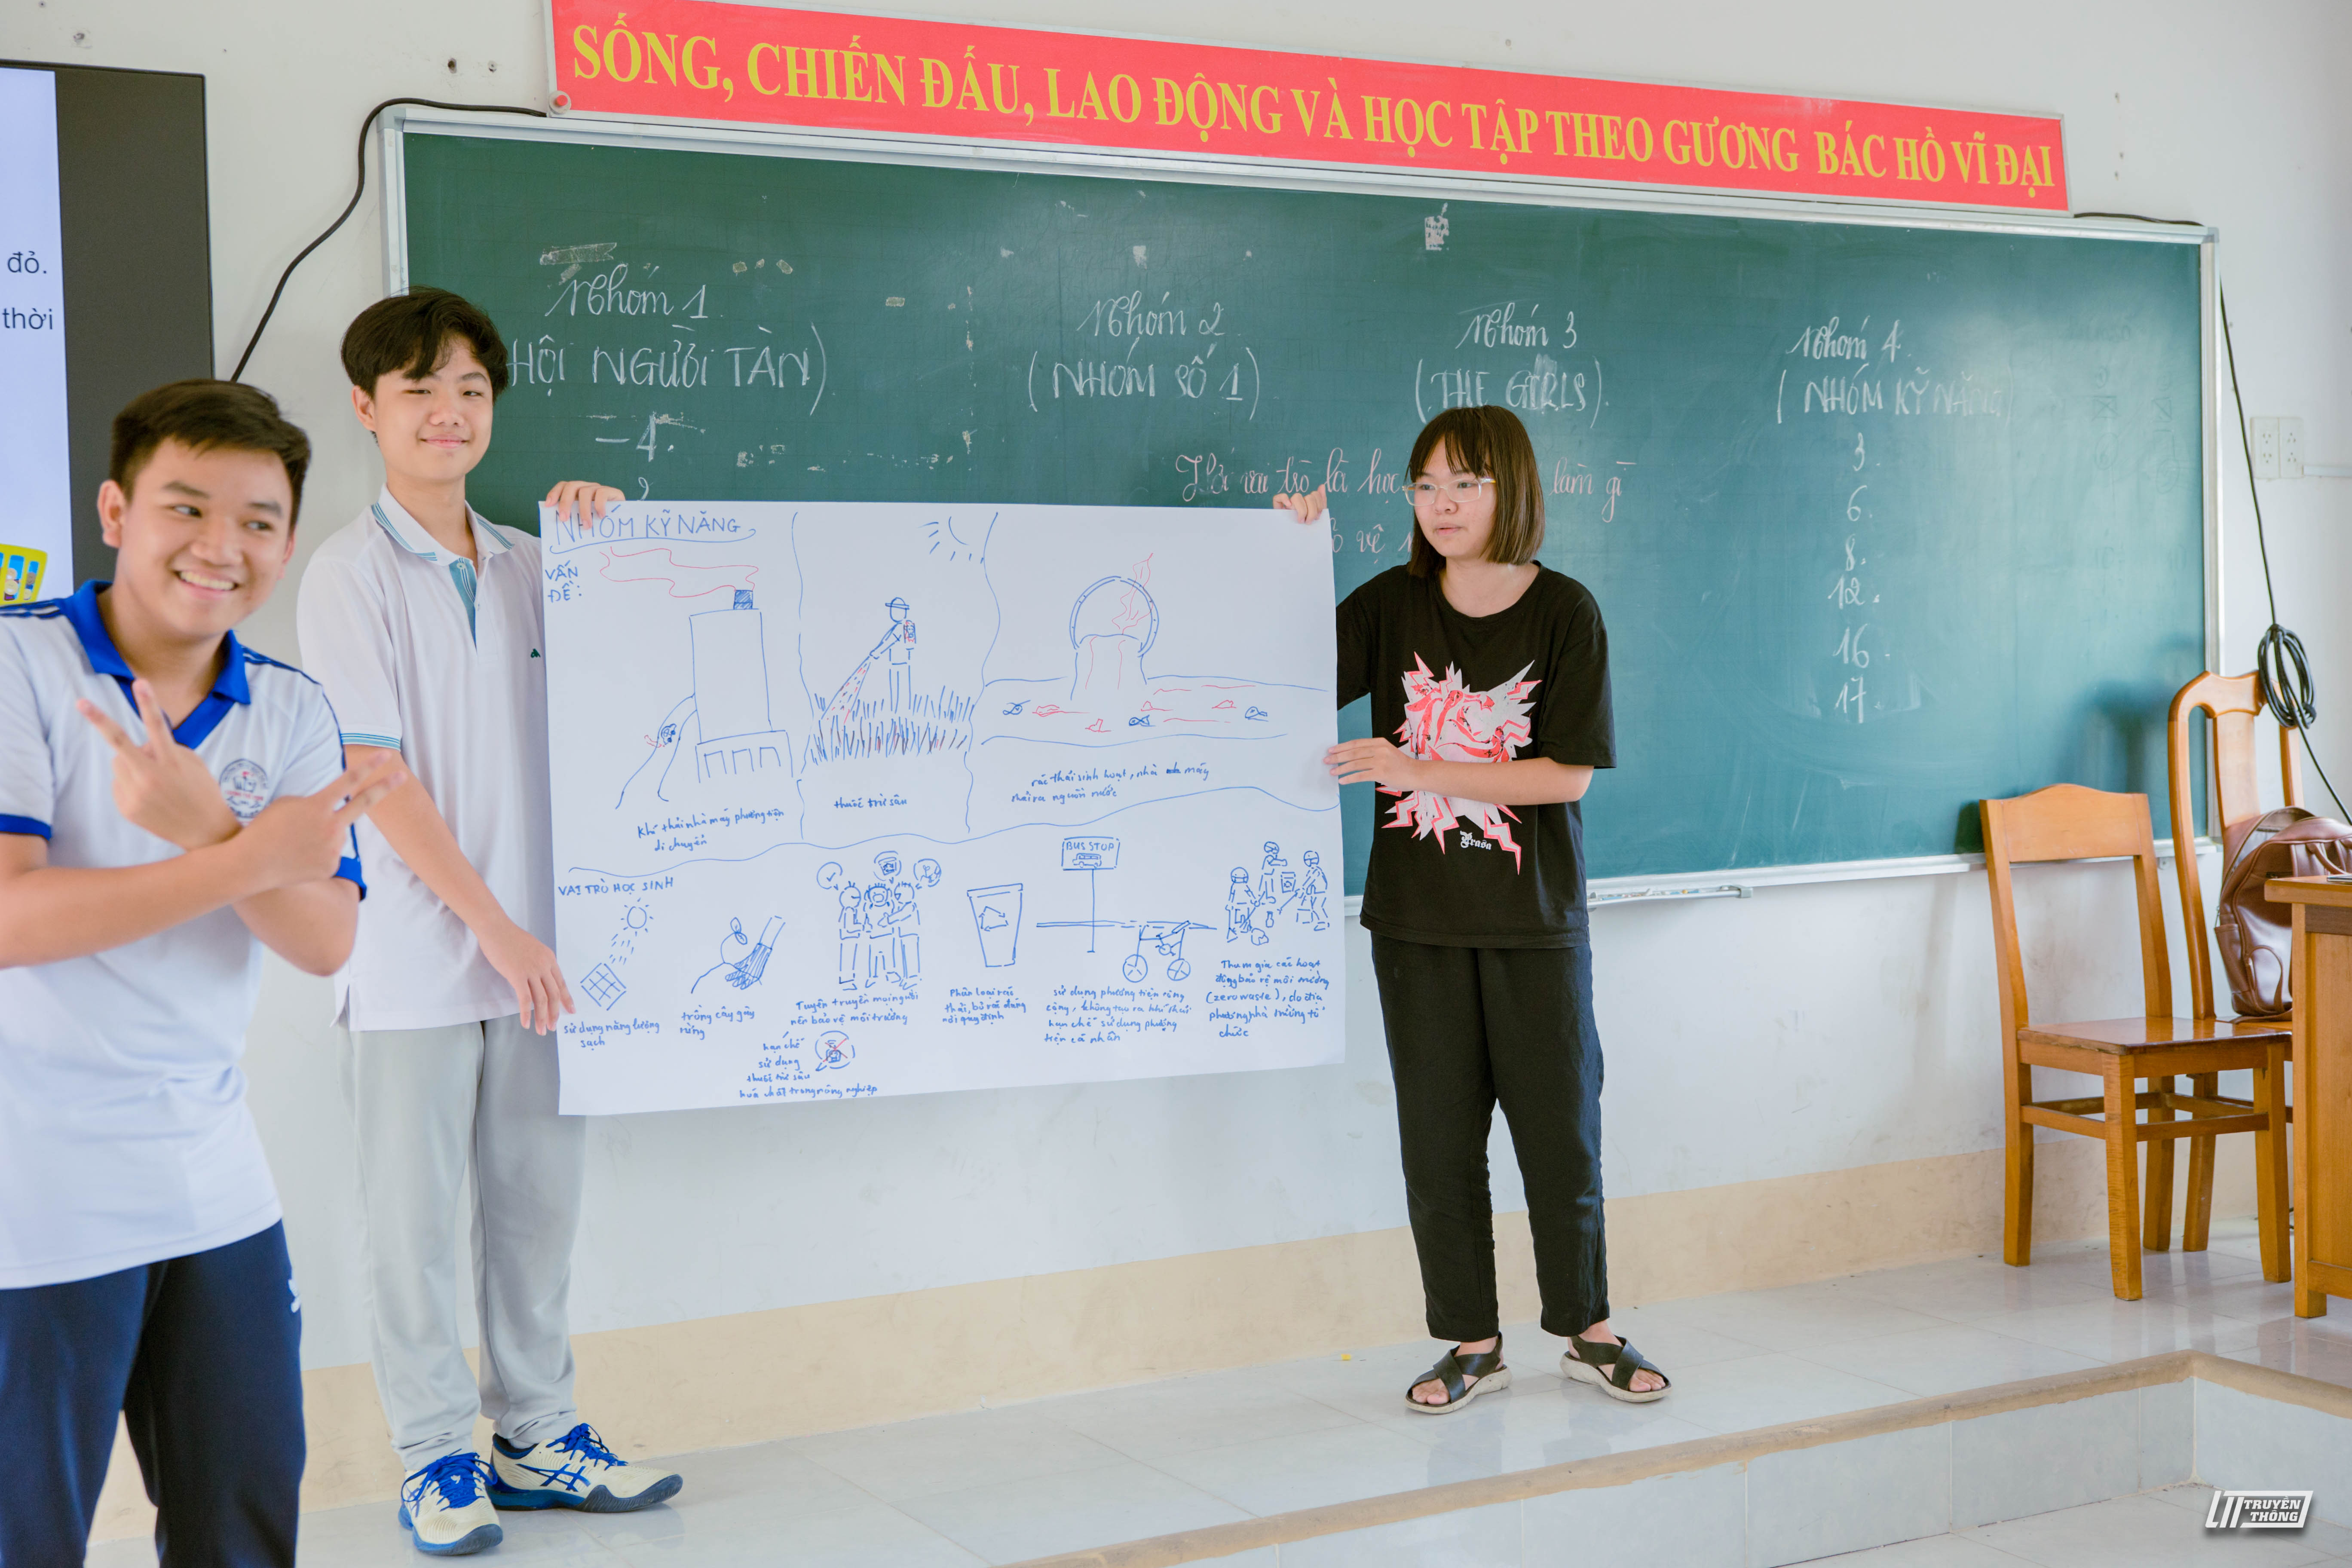 SỐNG, CHIẾN ĐẤU, LAO ĐỘNG VÀ HỌC TẬP THEO GƯƠNG BÁC HỒ VĨ ĐẠI
đỏ.
thời
Nhóm 1
HỘI NGƯỜI TÀN)
-4.
Nhóm 2
(NHÓM SỐ 1)
Nhóm 3
(THE GIRLS)
Nhóm 4.
(NHÓM KỸ NĂNG)
3.
6.
8.
12.
16.
17.
vai trò là học làm gì
vệ
NHÓM KỸ NĂNG
VẤN
ĐỀ:
Khí thải nhà máy phương tiện
di chuyển
thuốc trừ sâu
rác thải sinh hoạt, nhà máy
thải ra nguồn nước
VAI TRÒ HỌC SINH
sử dụng năng lượng
sạch
trồng cây gây
rừng
Tuyên truyền mọi người
nên bảo vệ môi trường
hạn chế
sử dụng
thuốc trừ sâu
hoá chất trong nông nghiệp
Phân loại rác
thải, bỏ rác đúng
nơi quy định
BUS STOP
sử dụng phương tiện công
cộng, không tạo ra khí thải
hạn chế sử dụng phương
tiện cá nhân
Tham gia các hoạt
động bảo vệ môi trường
(zero waste), do địa
phương, nhà trường tổ
chức
Brasa
TRUYỀN
THÔNG